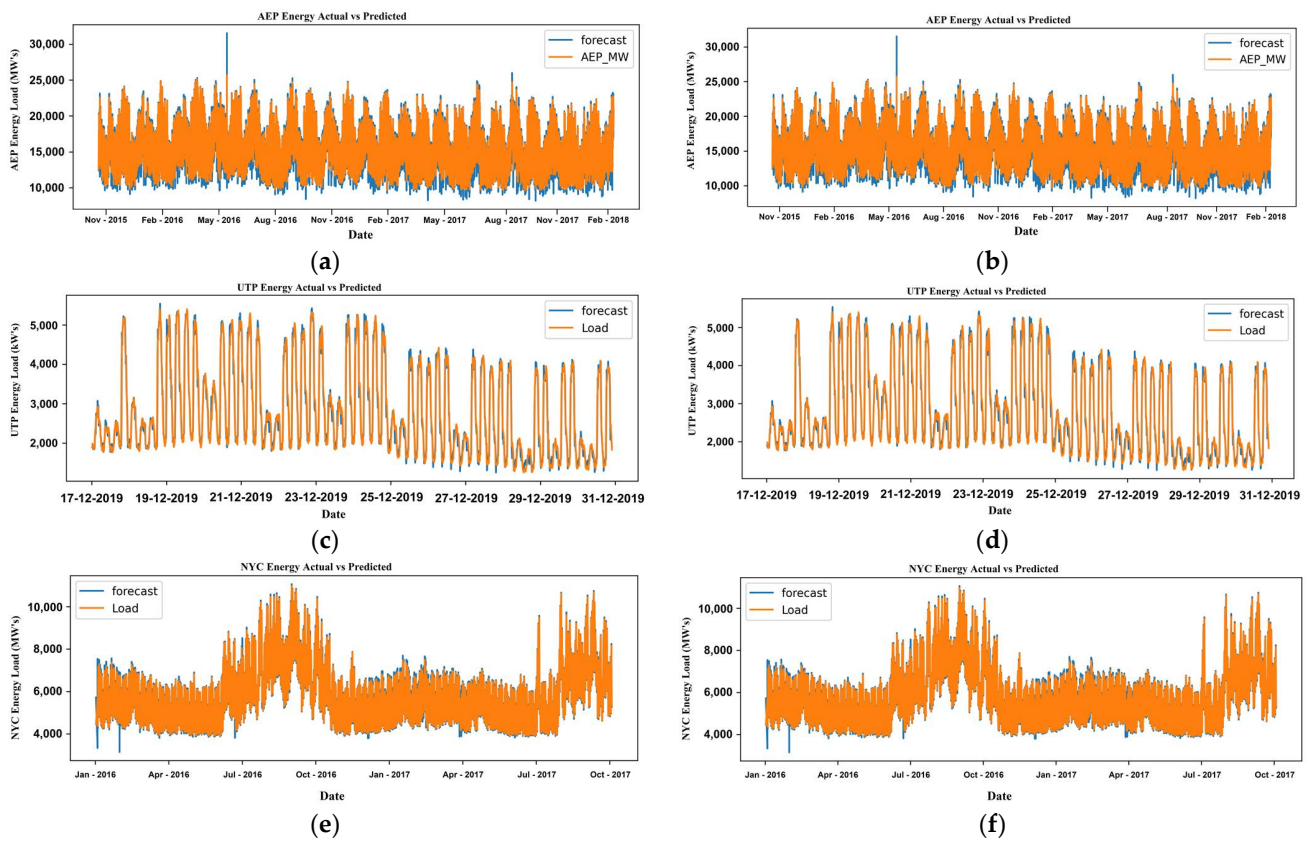 AEP Energy Actual vs Predicted
AEP Energy Load (MW's)
30,000
25,000
20,000
15,000
10,000
forecast
AEP_MW
Nov - 2015 Feb - 2016 May - 2016 Aug - 2016 Nov - 2016 Feb - 2017 May - 2017 Aug - 2017 Nov - 2017 Feb - 2018
Date
(a)
AEP Energy Actual vs Predicted
AEP Energy Load (MW's)
30,000
25,000
20,000
15,000
10,000
forecast
AEP_MW
Nov - 2015 Feb - 2016 May - 2016 Aug - 2016 Nov - 2016 Feb - 2017 May - 2017 Aug - 2017 Nov - 2017 Feb - 2018
Date
(b)
UTP Energy Actual vs Predicted
UTP Energy Load (kW's)
5,000
4,000
3,000
2,000
forecast
Load
17-12-2019 19-12-2019 21-12-2019 23-12-2019 25-12-2019 27-12-2019 29-12-2019 31-12-2019
Date
(c)
UTP Energy Actual vs Predicted
UTP Energy Load (kW's)
5,000
4,000
3,000
2,000
forecast
Load
17-12-2019 19-12-2019 21-12-2019 23-12-2019 25-12-2019 27-12-2019 29-12-2019 31-12-2019
Date
(d)
NYC Energy Actual vs Predicted
NYC Energy Load (MW's)
10,000
8,000
6,000
4,000
forecast
Load
Jan - 2016 Apr - 2016 Jul - 2016 Oct - 2016 Jan - 2017 Apr - 2017 Jul - 2017 Oct - 2017
Date
(e)
NYC Energy Actual vs Predicted
NYC Energy Load (MW's)
10,000
8,000
6,000
4,000
forecast
Load
Jan - 2016 Apr - 2016 Jul - 2016 Oct - 2016 Jan - 2017 Apr - 2017 Jul - 2017 Oct - 2017
Date
(f)